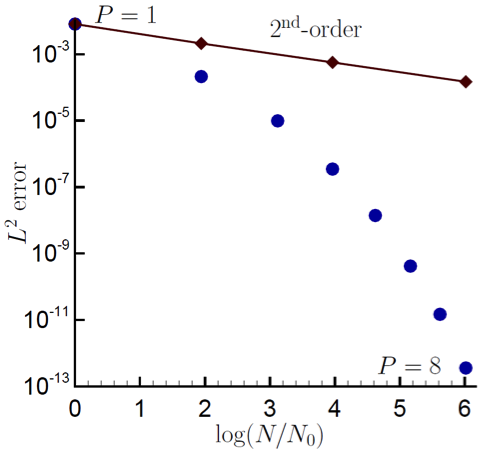 P = 1
2nd-order
10-3
10-5
10-7
10-9
10-11
10-13
L2 error
P = 8
0 1 2 3 4 5 6
log(N/N0)